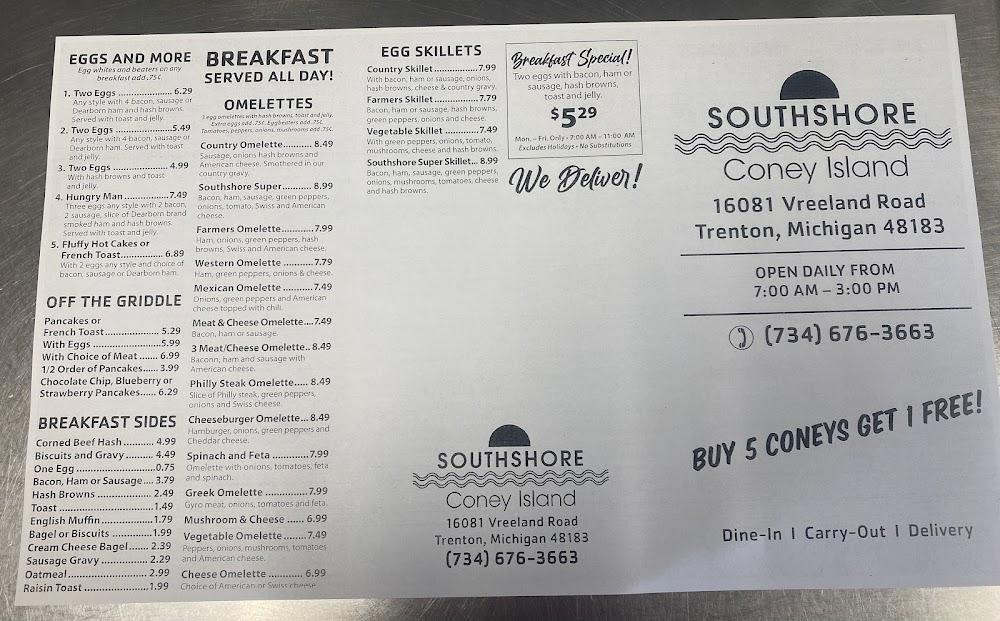 EGGS AND MORE
Egg whites and beaters on any
breakfast add .75¢.
1. Two Eggs ................... 6.29
Any style with 4 bacon, sausage or
Dearborn ham and hash browns.
Served with toast and jelly.
2. Two Eggs ...................5.49
Any style with 4 bacon, sausage or
Dearborn ham. Served with toast
and jelly.
3. Two Eggs ................... 4.99
With hash browns and toast
and jelly.
4. Hungry Man...............7.49
Three eggs any style with 2 bacon,
2 sausage, slice of Dearborn brand
smoked ham and hash browns.
Served with toast and jelly.
5. Fluffy Hot Cakes or
French Toast............... 6.89
With 2 eggs any style and choice of
bacon, sausage or Dearborn ham.
OFF THE GRIDDLE
Pancakes or
French Toast.................. 5.29
With Eggs ......................5.99
With Choice of Meat ....... 6.99
1/2 Order of Pancakes...... 3.99
Chocolate Chip, Blueberry or
Strawberry Pancakes...... 6.29
BREAKFAST SIDES
Corned Beef Hash ........... 4.99
Biscuits and Gravy .......... 4.49
One Egg .........................0.75
Bacon, Ham or Sausage.... 3.79
Hash Browns .................. 2.49
Toast .............................1.49
English Muffin.................1.79
Bagel or Biscuits .............1.99
Cream Cheese Bagel....... 2.39
Sausage Gravy ................ 2.29
Oatmeal.......................... 2.99
Raisin Toast .....................1.99
BREAKFAST
SERVED ALL DAY!
OMELETTES
3 egg omelettes with hash browns, toast and jelly.
Extra eggs add .75¢. Eggbeaters add .75¢.
Tomatoes, peppers, onions, mushrooms add .75¢.
Country Omelette........... 8.49
Sausage, onions hash browns and
American cheese. Smothered in our
country gravy.
Southshore Super........... 8.99
Bacon, ham, sausage, green peppers,
onions, tomato, Swiss and American
cheese.
Farmers Omelette...........7.99
Ham, onions, green peppers, hash
browns, Swiss and American cheese.
Western Omelette ...........7.79
Ham, green peppers, onions & cheese.
Mexican Omelette ...........7.49
Onions, green peppers and American
cheese topped with chili.
Meat & Cheese Omelette....7.49
Bacon, ham or sausage.
3 Meat/Cheese Omelette.. 8.49
Baconn, ham and sausage with
American cheese.
Philly Steak Omelette..... 8.49
Slice of Philly steak, green peppers,
onions and Swiss cheese.
Cheeseburger Omelette... 8.49
Hamburger, onions, green peppers and
Cheddar cheese.
Spinach and Feta ............7.99
Omelette with onions, tomatoes, feta
and spinach.
Greek Omelette ..............7.99
Gyro meat, onions, tomatoes and feta.
Mushroom & Cheese ...... 6.99
Vegetable Omelette.........7.49
Peppers, onions, mushrooms, tomatoes
and American cheese.
Cheese Omelette ............ 6.99
Choice of American or Swiss cheese.
EGG SKILLETS
Country Skillet...............7.99
With bacon, ham or sausage, onions,
hash browns, cheese & country gravy.
Farmers Skillet...............7.79
Bacon, ham or sausage, hash browns,
green peppers, onions and cheese.
Vegetable Skillet ............7.49
With green peppers, onion, tomato,
mushrooms, cheese and hash browns.
Southshore Super Skillet... 8.99
Bacon, ham, sausage, green peppers,
onions, mushrooms, tomatoes, cheese
and hash browns.
Breakfast Special!
Two eggs with bacon, ham or
sausage, hash browns,
toast and jelly.
$5.29
Mon. – Fri. Only • 7:00 AM – 11:00 AM
Excludes Holidays • No Substitutions
We Deliver!
SOUTHSHORE
Coney Island
16081 Vreeland Road
Trenton, Michigan 48183
(734) 676-3663
SOUTHSHORE
Coney Island
16081 Vreeland Road
Trenton, Michigan 48183
OPEN DAILY FROM
7:00 AM – 3:00 PM
(734) 676-3663
BUY 5 CONEYS GET 1 FREE!
Dine-In I Carry-Out I Delivery